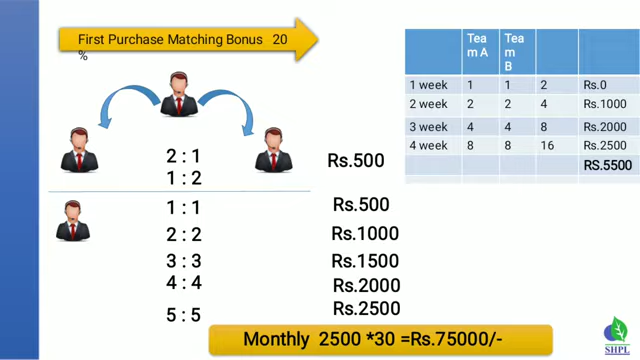 First Purchase Matching Bonus 20
%
2 : 1
1 : 2
Rs.500
1 : 1 Rs.500
2 : 2 Rs.1000
3 : 3 Rs.1500
4 : 4 Rs.2000
5 : 5 Rs.2500
Monthly 2500 *30 =Rs.75000/-
Tea
m A
Tea
m
B
1 week 1 1 2 Rs.0
2 week 2 2 4 Rs.1000
3 week 4 4 8 Rs.2000
4 week 8 8 16 Rs.2500
RS.5500
SHPL